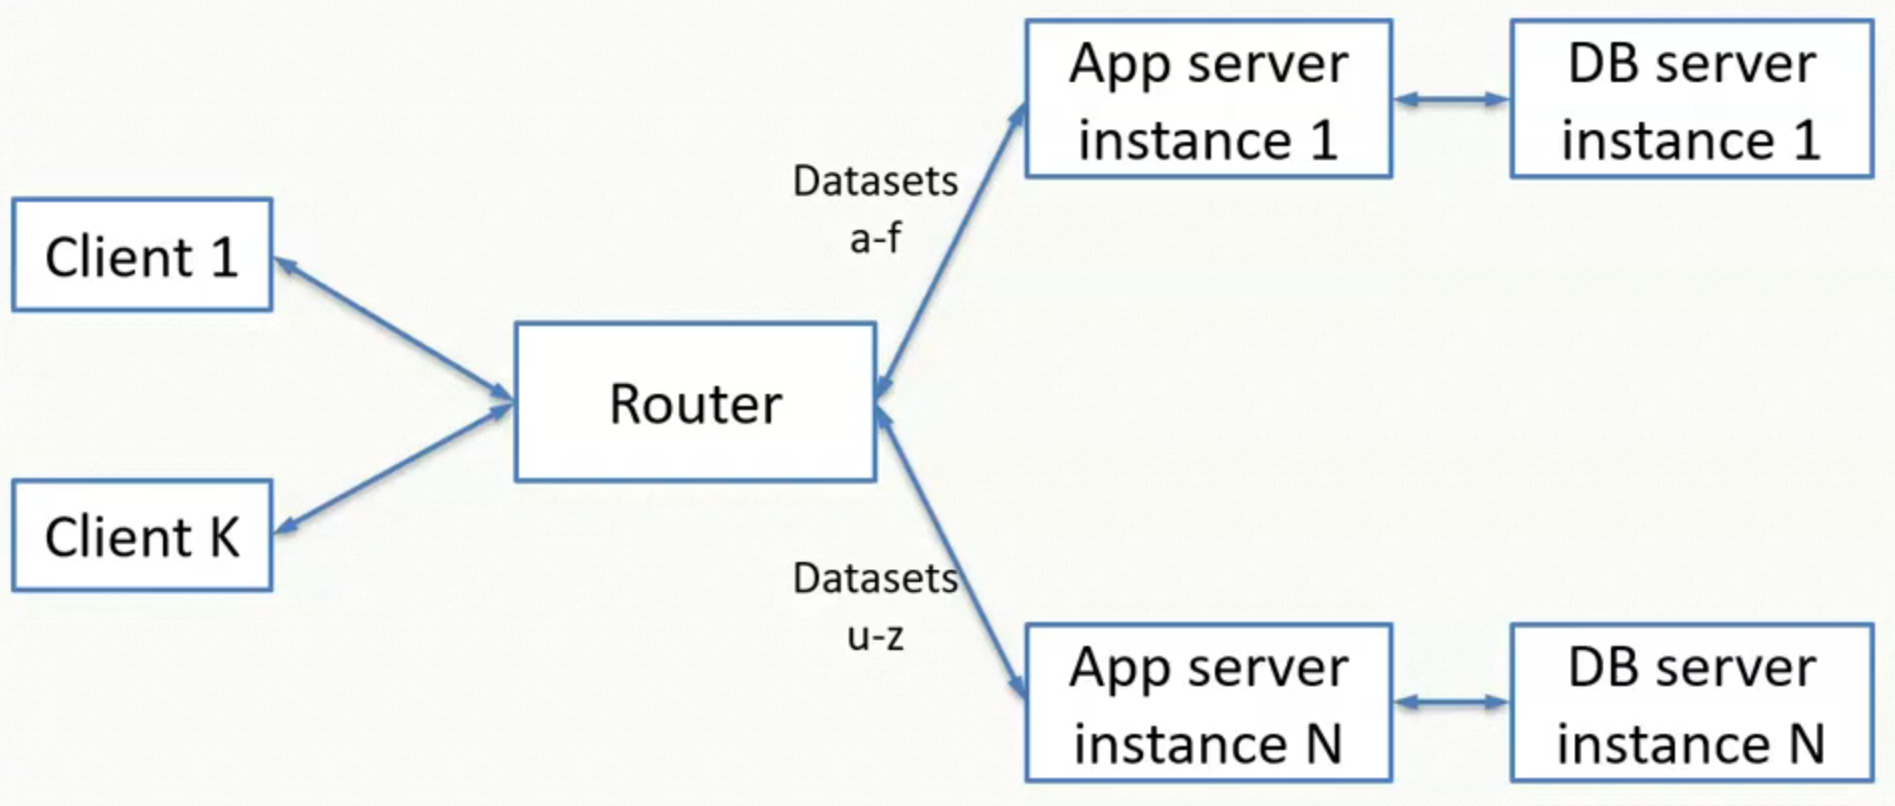 App server
instance 1
DB server
instance 1
Datasets
a-f
Client 1
Router
Client K
Datasets
u-z
App server
instance N
DB server
instance N